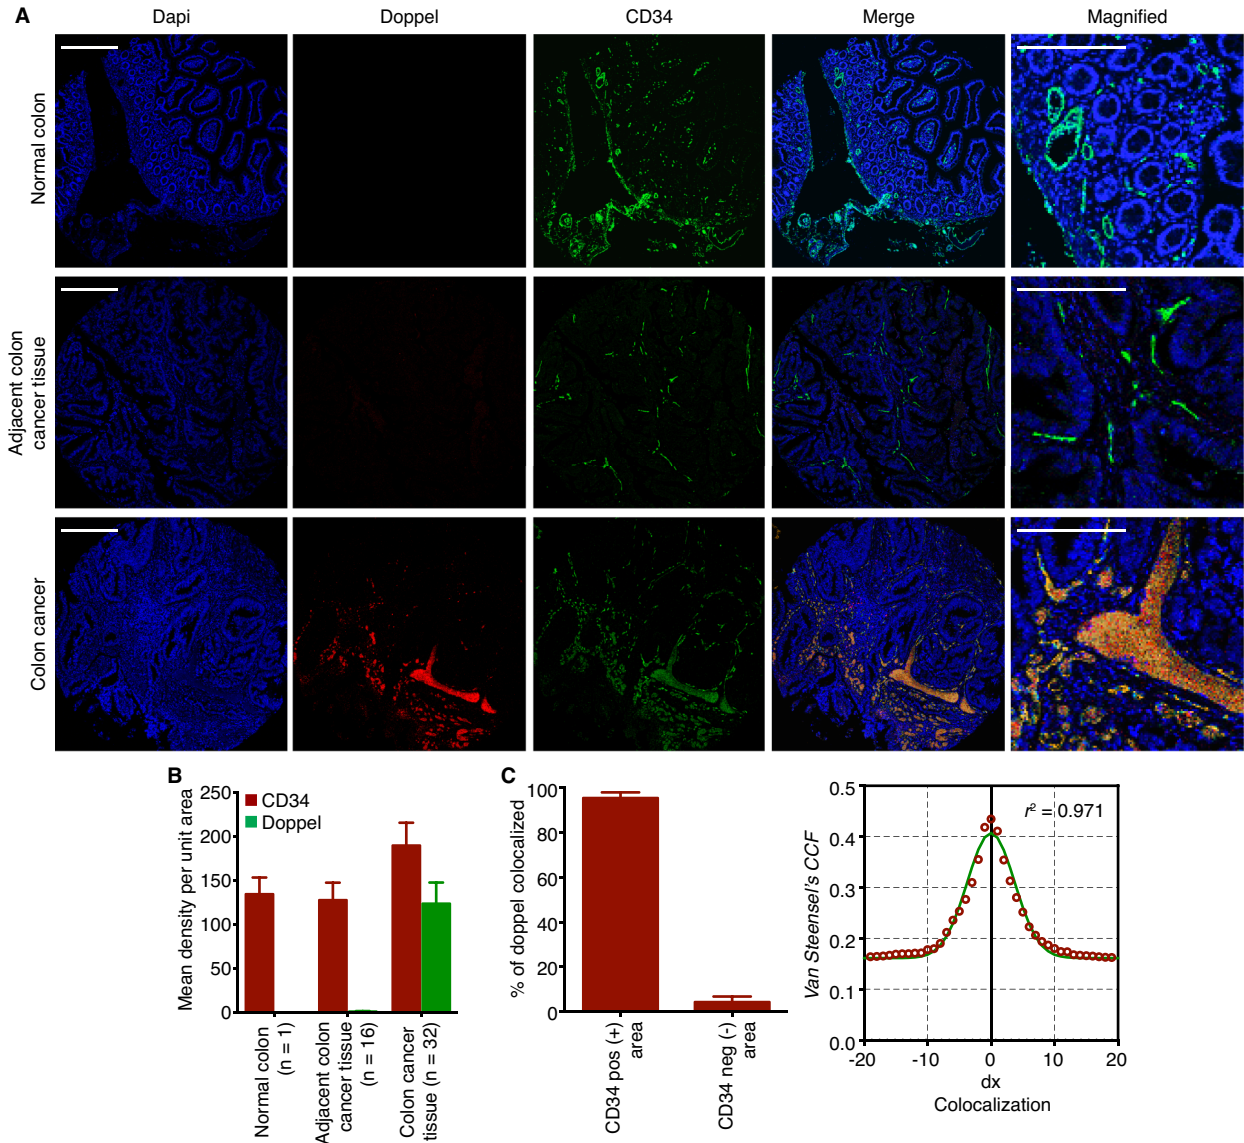 A
Dapi
Doppel
CD34
Merge
Magnified
Normal colon
Adjacent colon
cancer tissue
Colon cancer
B
Mean density per unit area
250
200
150
100
50
0
CD34
Doppel
Normal colon
(n = 1)
Adjacent colon
cancer tissue
(n = 16)
Colon cancer
tissue (n = 32)
C
% of doppel colocalized
100
80
60
40
20
0
CD34 pos (+)
area
CD34 neg (-)
area
Van Steensel's CCF
0.5
0.4
0.3
0.2
0.1
0.0
r² = 0.971
-20
-10
0
10
20
dx
Colocalization